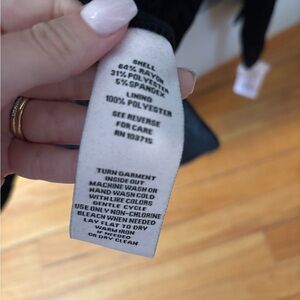 SHELL
64% RAYON
31% POLYESTER
5% SPANDEX
LINING
100% POLYESTER
SEE REVERSE
FOR CARE
RN 103715
TURN GARMENT
INSIDE OUT
MACHINE WASH OR
HAND WASH COLD
WITH LIKE COLORS
GENTLE CYCLE
USE ONLY NON-CHLORINE
BLEACH WHEN NEEDED
LAY FLAT TO DRY
WARM IRON
IF NEEDED
OR DRY CLEAN